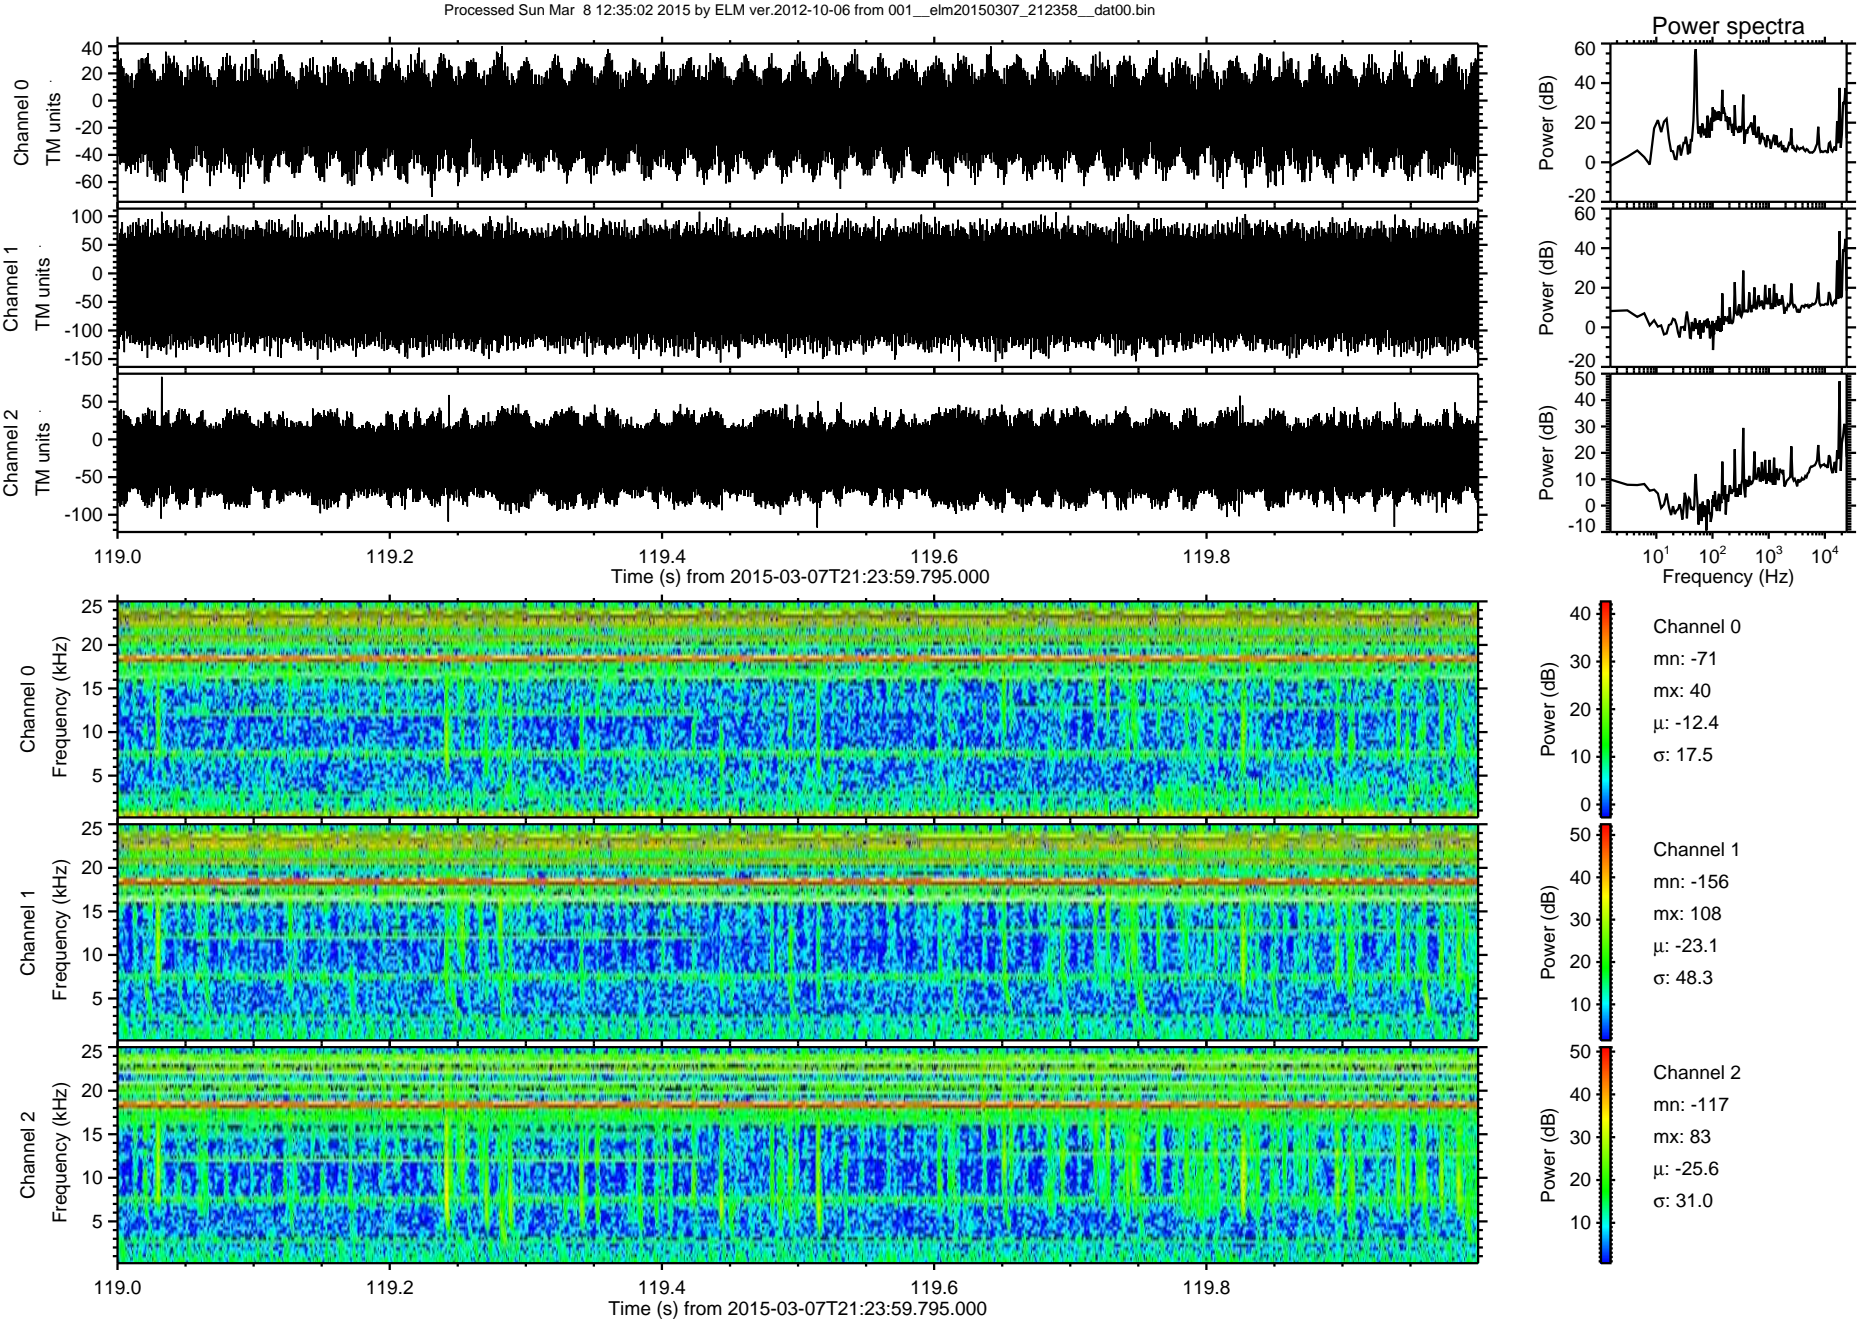 Processed Sun Mar 8 12:35:02 2015 by ELM ver.2012-10-06 from 001__elm20150307_212358__dat00.bin
Power spectra
Channel 0
TM units
40
20
0
-20
-40
-60
Power (dB)
60
40
20
0
-20
Channel 1
TM units
100
50
0
-50
-100
-150
Power (dB)
60
40
20
0
-20
Channel 2
TM units
50
0
-50
-100
Power (dB)
50
40
30
20
10
0
-10
119.0 119.2 119.4 119.6 119.8
Time (s) from 2015-03-07T21:23:59.795.000
10^1 10^2 10^3 10^4
Frequency (Hz)
Channel 0
Frequency (kHz)
25
20
15
10
5
Power (dB)
40
30
20
10
0
Channel 0
mn: -71
mx: 40
μ: -12.4
σ: 17.5
Channel 1
Frequency (kHz)
25
20
15
10
5
Power (dB)
50
40
30
20
10
Channel 1
mn: -156
mx: 108
μ: -23.1
σ: 48.3
Channel 2
Frequency (kHz)
25
20
15
10
5
Power (dB)
50
40
30
20
10
Channel 2
mn: -117
mx: 83
μ: -25.6
σ: 31.0
119.0 119.2 119.4 119.6 119.8
Time (s) from 2015-03-07T21:23:59.795.000